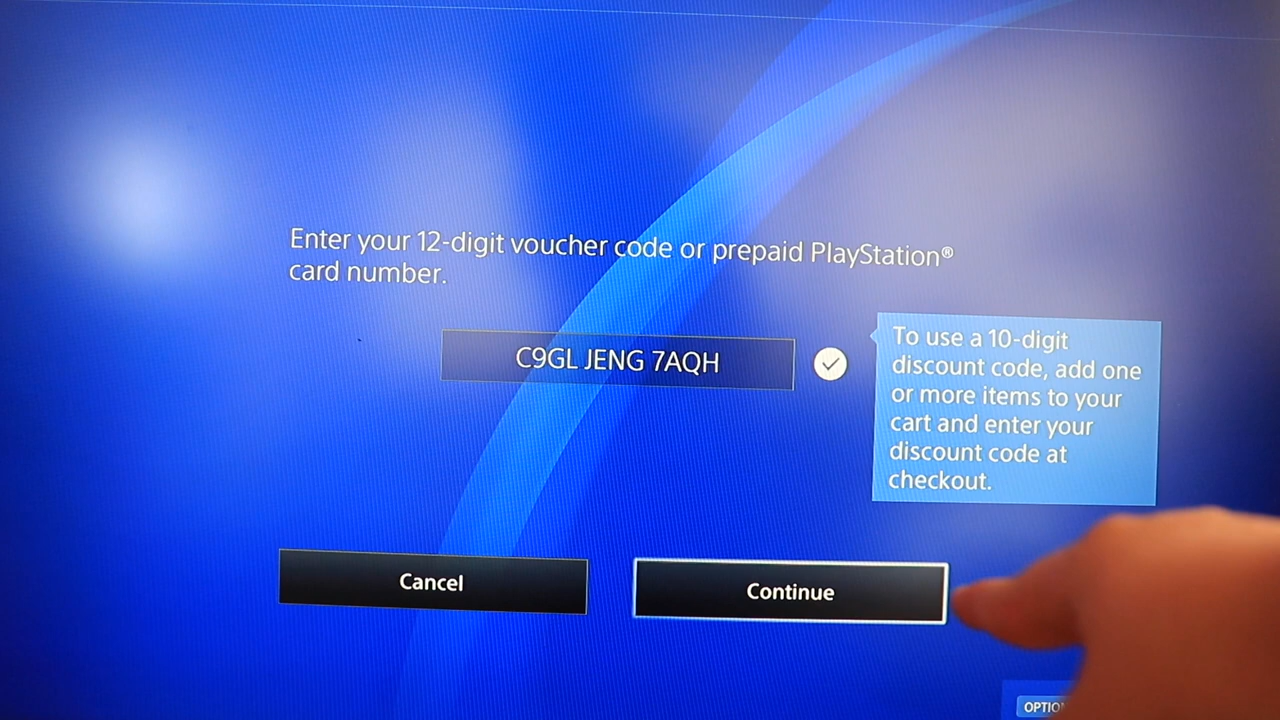 Enter your 12-digit voucher code or prepaid PlayStation®
card number.
C9GL JENG 7AQH
To use a 10-digit
discount code, add one
or more items to your
cart and enter your
discount code at
checkout.
Cancel
Continue